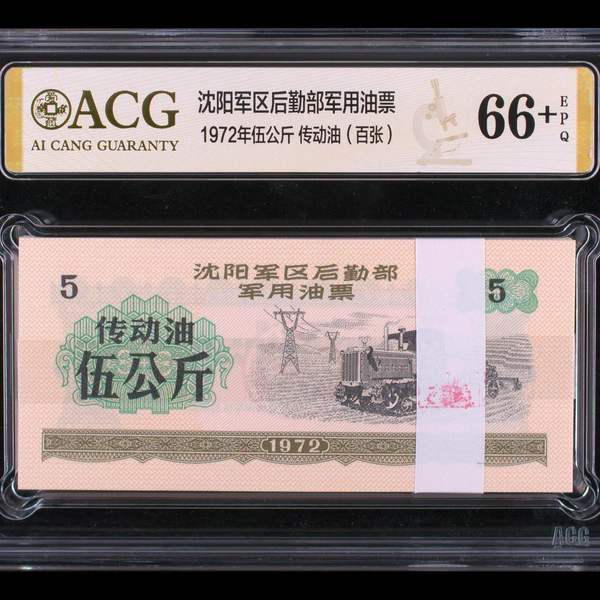 ACG
AI CANG GUARANTY
沈阳军区后勤部军用油票
1972年伍公斤 传动油（百张）
66+
EPQ
沈阳军区后勤部
军用油票
5
5
传动油
伍公斤
1972
ACG